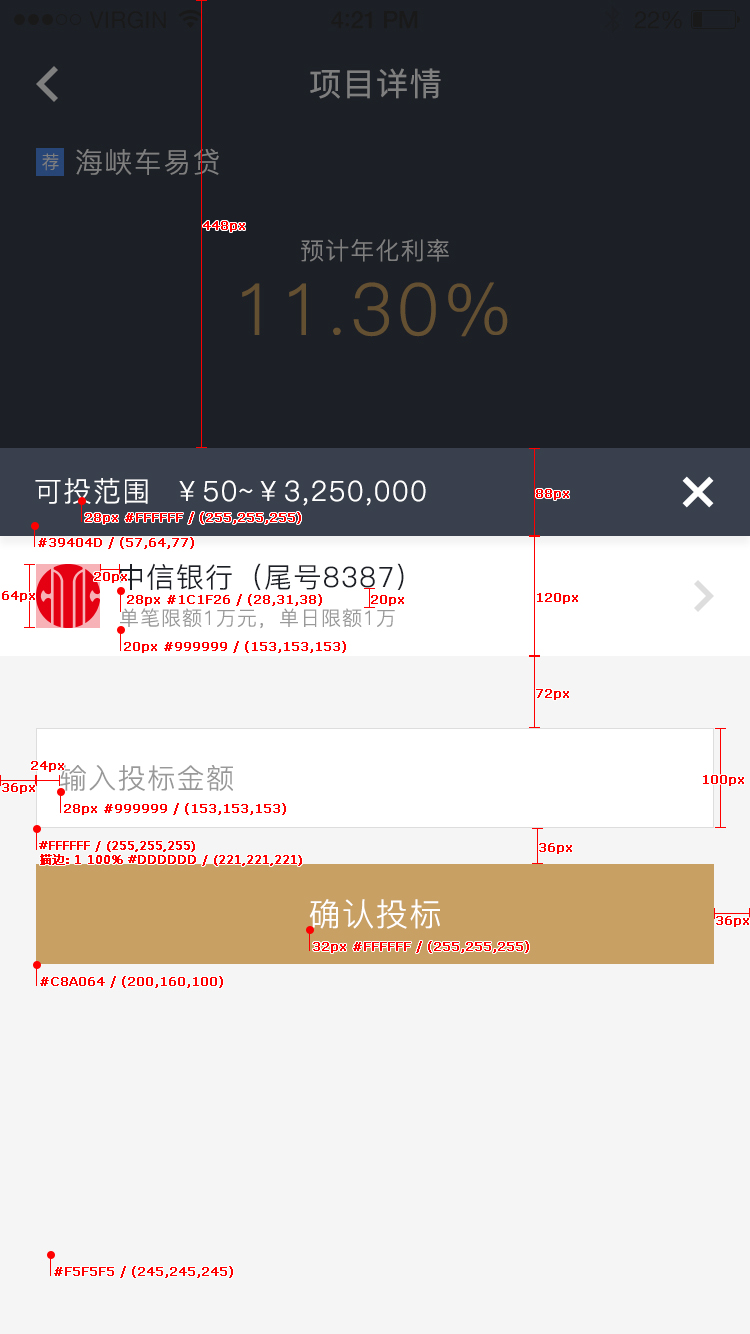 VIRGIN 4:21 PM 22%
项目详情
荐 海峡车易贷
448px
预计年化利率
11.30%
可投范围 ￥50~￥3,250,000
88px
28px #FFFFFF / (255,255,255)
#39404D / (57,64,77)
20px
中信银行（尾号8387）
64px
28px #1C1F26 / (28,31,38)
20px
120px
单笔限额1万元，单日限额1万
20px #999999 / (153,153,153)
72px
24px
36px
输入投标金额
100px
28px #999999 / (153,153,153)
#FFFFFF / (255,255,255)
36px
描边: 1 100% #DDDDDD / (221,221,221)
确认投标
36px
32px #FFFFFF / (255,255,255)
#C8A064 / (200,160,100)
#F5F5F5 / (245,245,245)